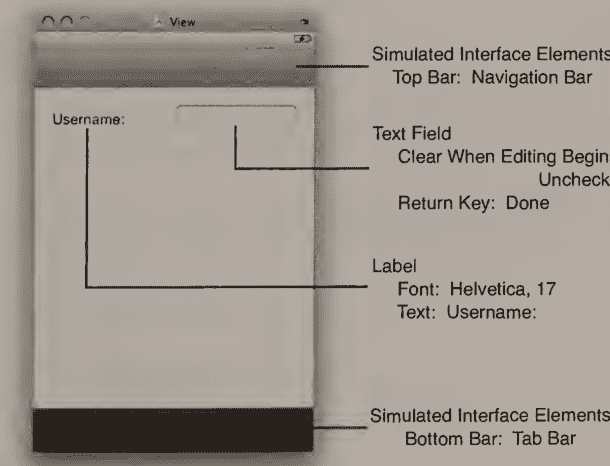 View
Simulated Interface Elements
Top Bar: Navigation Bar
Username:
Text Field
Clear When Editing Begin
Uncheck
Return Key: Done
Label
Font: Helvetica, 17
Text: Username:
Simulated Interface Elements
Bottom Bar: Tab Bar